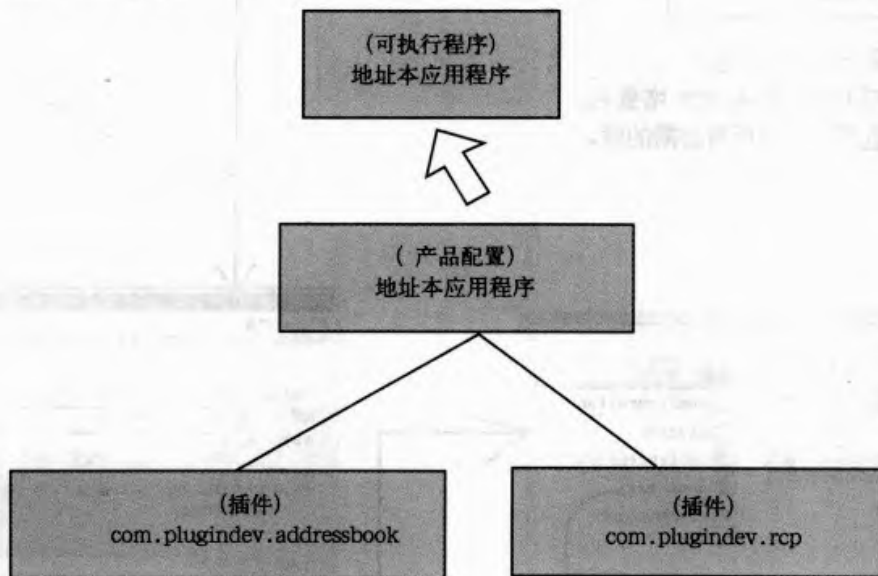 (可执行程序)
地址本应用程序
( 产品配置)
地址本应用程序
(插件)
com.plugindev.addressbook
(插件)
com.plugindev.rcp